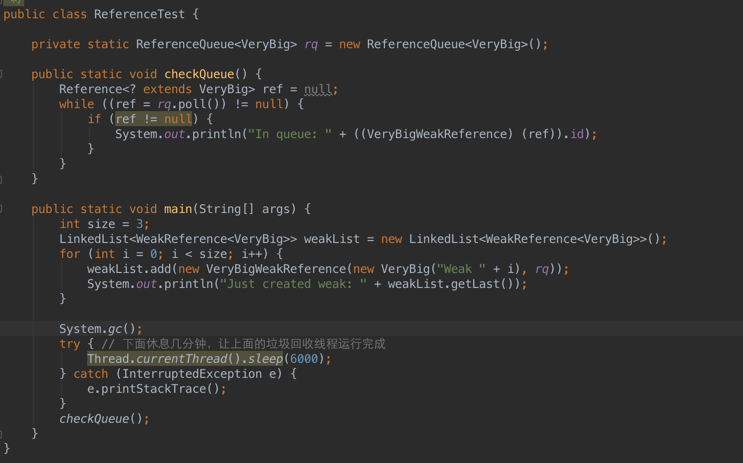 */
public class ReferenceTest {
private static ReferenceQueue<VeryBig> rq = new ReferenceQueue<VeryBig>();
public static void checkQueue() {
Reference<? extends VeryBig> ref = null;
while ((ref = rq.poll()) != null) {
if (ref != null) {
System.out.println("In queue: " + ((VeryBigWeakReference) (ref)).id);
}
}
}
public static void main(String[] args) {
int size = 3;
LinkedList<WeakReference<VeryBig>> weakList = new LinkedList<WeakReference<VeryBig>>();
for (int i = 0; i < size; i++) {
weakList.add(new VeryBigWeakReference(new VeryBig("Weak " + i), rq));
System.out.println("Just created weak: " + weakList.getLast());
}
System.gc();
try { // 下面休息几分钟，让上面的垃圾回收线程运行完成
Thread.currentThread().sleep(6000);
} catch (InterruptedException e) {
e.printStackTrace();
}
checkQueue();
}
}